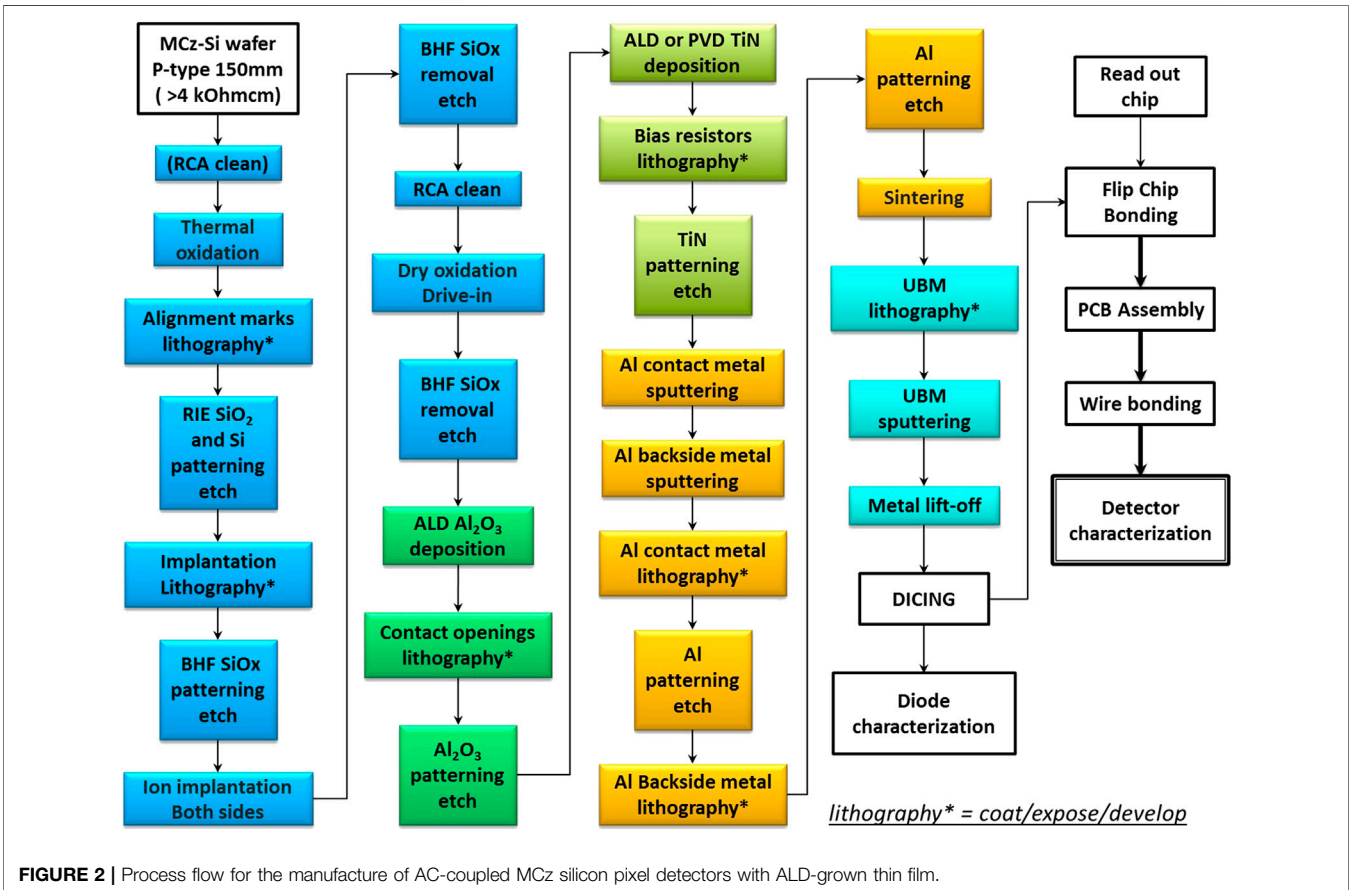 MCz-Si wafer
P-type 150mm
( >4 kOhmcm)
(RCA clean)
Thermal
oxidation
Alignment marks
lithography*
RIE SiO₂
and Si
patterning
etch
Implantation
Lithography*
BHF SiOx
patterning
etch
Ion implantation
Both sides
BHF SiOx
removal
etch
RCA clean
Dry oxidation
Drive-in
BHF SiOx
removal
etch
ALD Al₂O₃
deposition
Contact openings
lithography*
Al₂O₃
patterning
etch
ALD or PVD TiN
deposition
Bias resistors
lithography*
TiN
patterning
etch
Al contact metal
sputtering
Al backside metal
sputtering
Al contact metal
lithography*
Al
patterning
etch
Al Backside metal
lithography*
Al
patterning
etch
Sintering
UBM
lithography*
UBM
sputtering
Metal lift-off
DICING
Diode
characterization
Read out
chip
Flip Chip
Bonding
PCB Assembly
Wire bonding
Detector
characterization
lithography* = coat/expose/develop
FIGURE 2 | Process flow for the manufacture of AC-coupled MCz silicon pixel detectors with ALD-grown thin film.